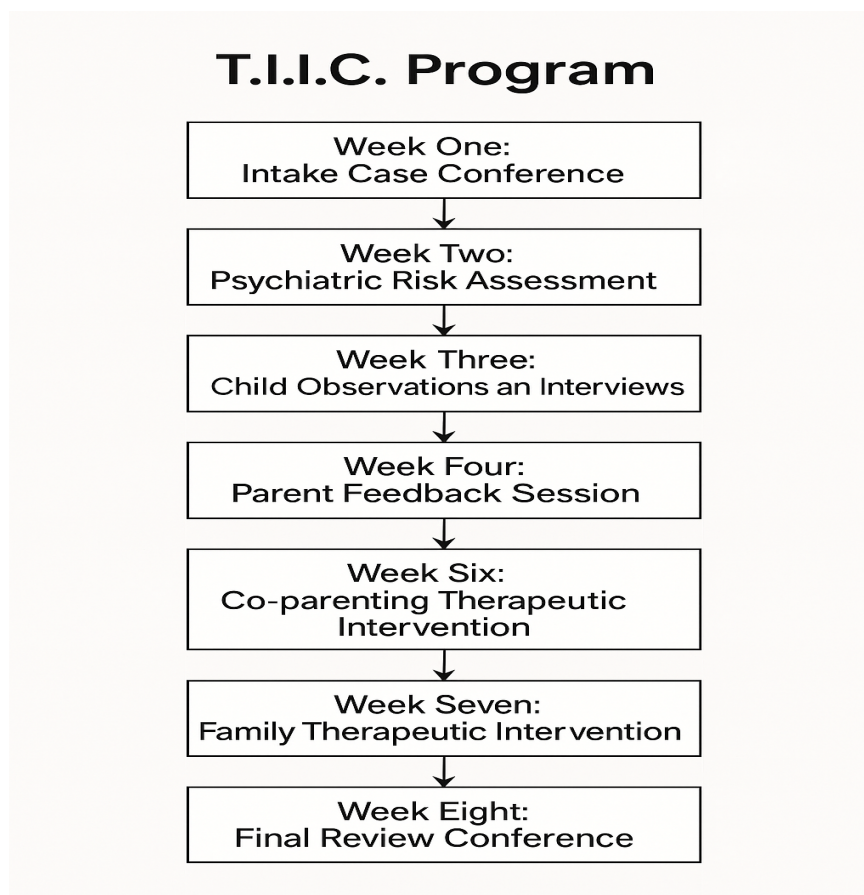 T.I.I.C. Program
Week One:
Intake Case Conference
Week Two:
Psychiatric Risk Assessment
Week Three:
Child Observations an Interviews
Week Four:
Parent Feedback Session
Week Six:
Co-parenting Therapeutic
Intervention
Week Seven:
Family Therapeutic Intervention
Week Eight:
Final Review Conference